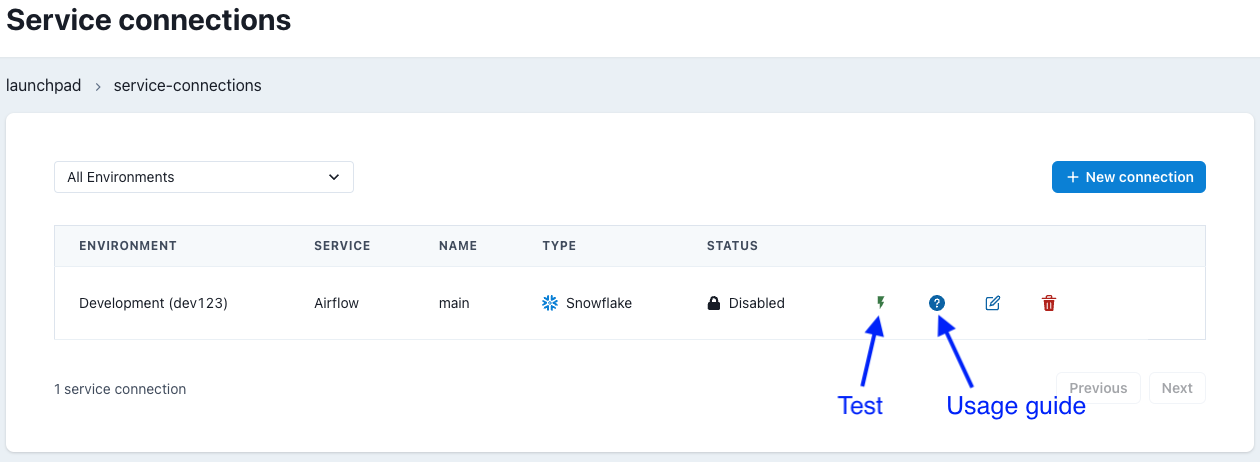 Service connections
launchpad > service-connections
All Environments
+ New connection
ENVIRONMENT SERVICE NAME TYPE STATUS
Development (dev123) Airflow main Snowflake Disabled ?
1 service connection
Previous Next
Test Usage guide